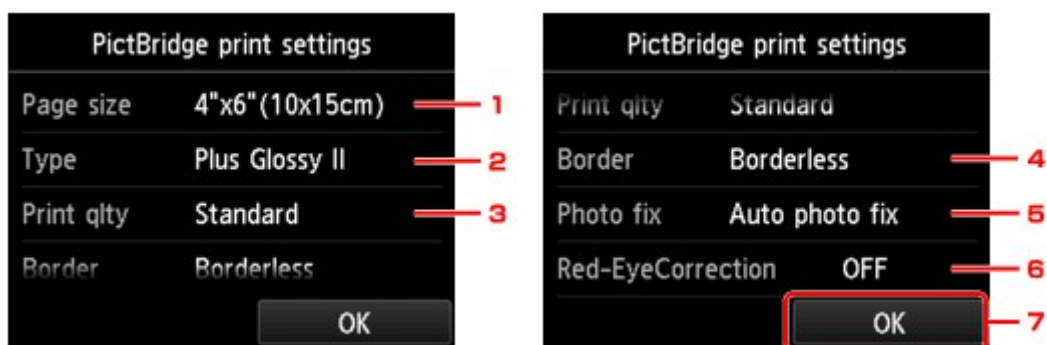 PictBridge print settings
Page size 4"x6"(10x15cm) 1
Type Plus Glossy II 2
Print qlty Standard 3
Border Borderless
OK
PictBridge print settings
Print qlty Standard
Border Borderless 4
Photo fix Auto photo fix 5
Red-EyeCorrection OFF 6
OK 7